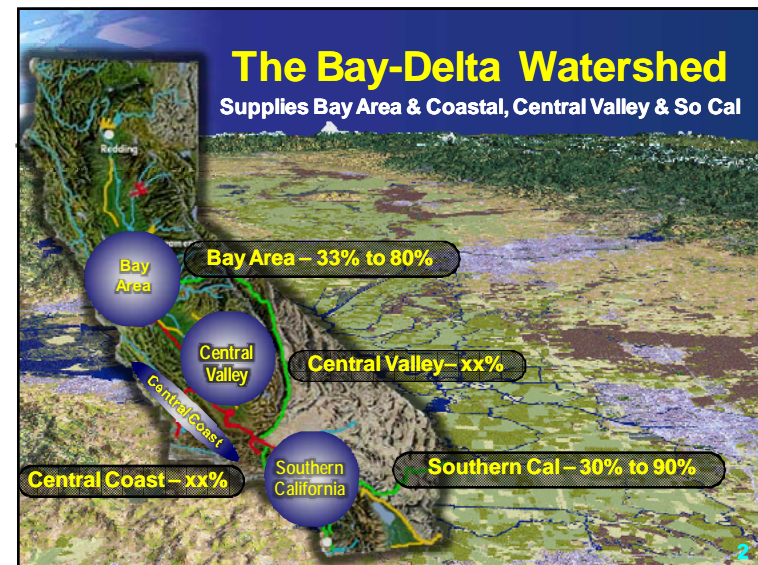 The Bay-Delta Watershed
Supplies Bay Area & Coastal, Central Valley & So Cal
Redding
Bay
Area
Bay Area – 33% to 80%
Central
Valley
Central Valley– xx%
Central Coast
Central Coast – xx%
Southern
California
Southern Cal – 30% to 90%
2